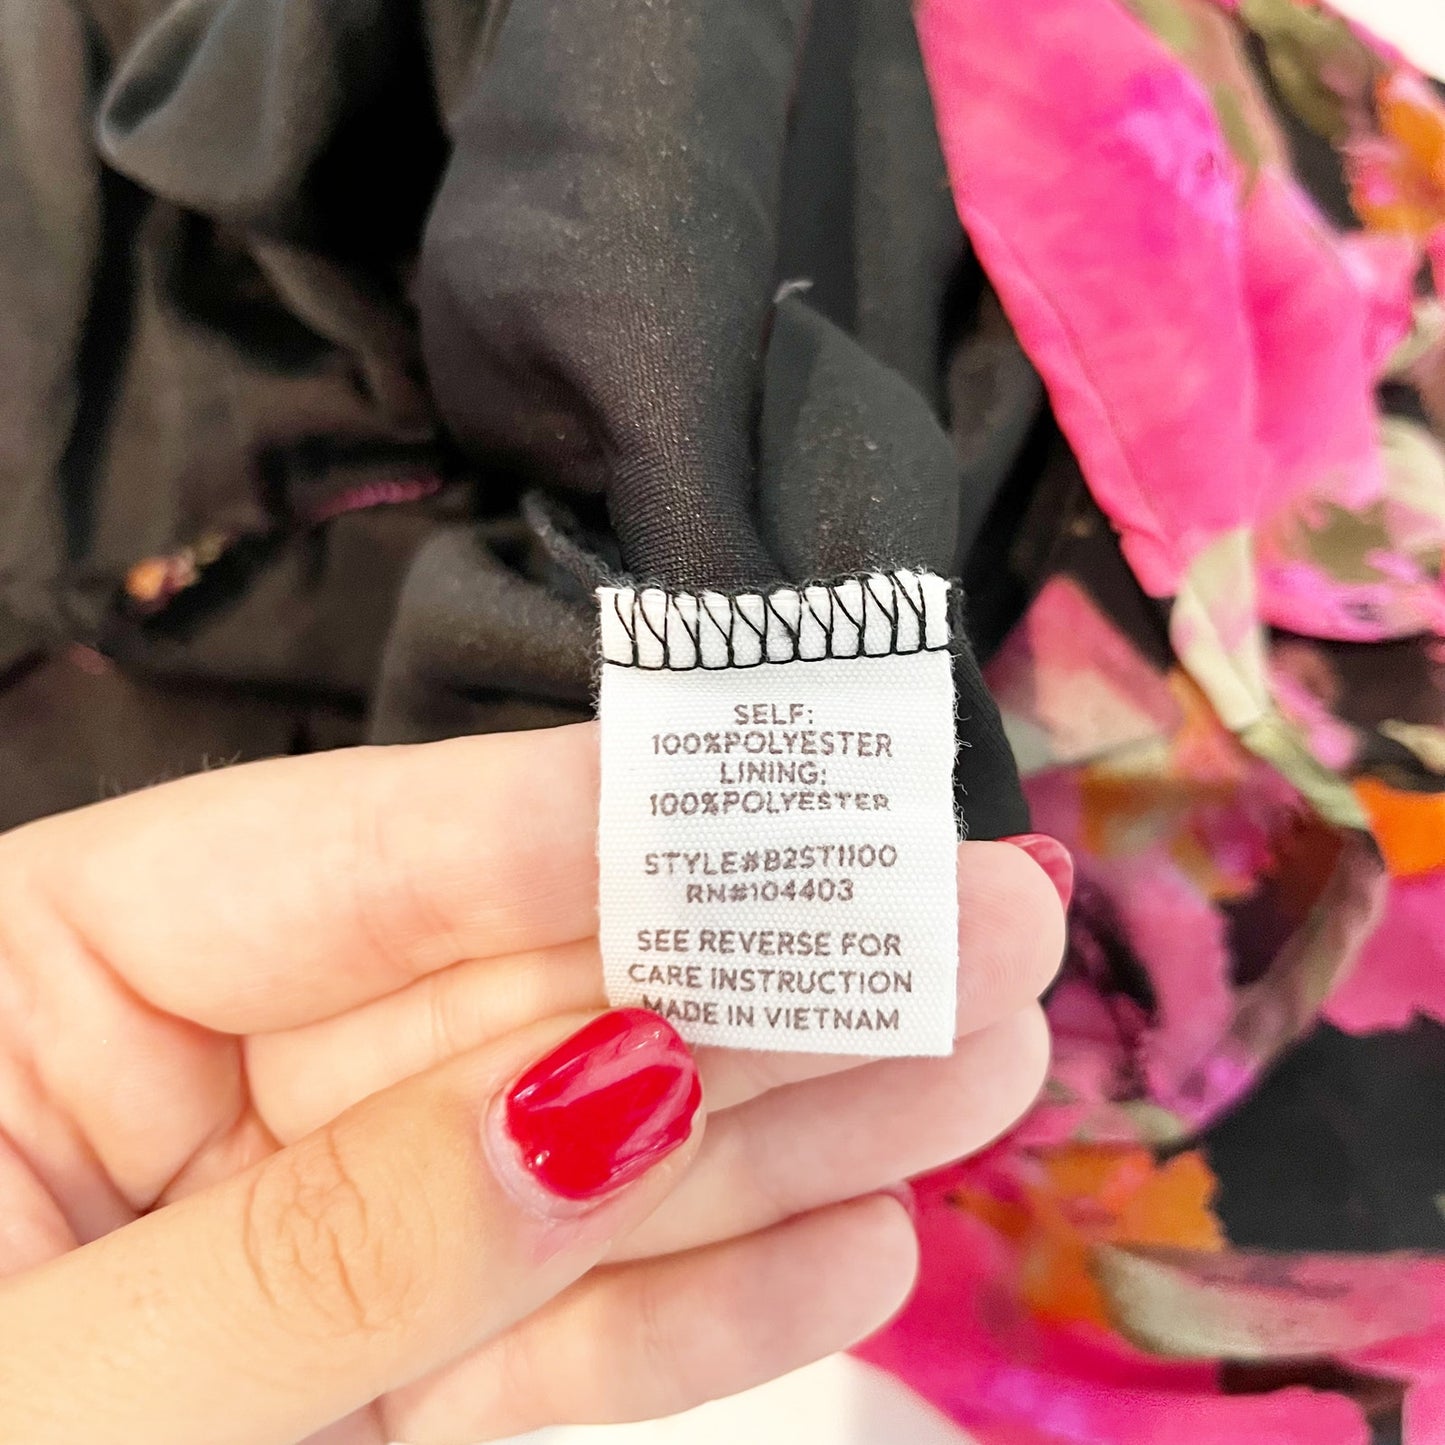 SELF:
100%POLYESTER
LINING:
100%POLYESTER
STYLE#B2ST1100
RN#104403
SEE REVERSE FOR
CARE INSTRUCTION
MADE IN VIETNAM